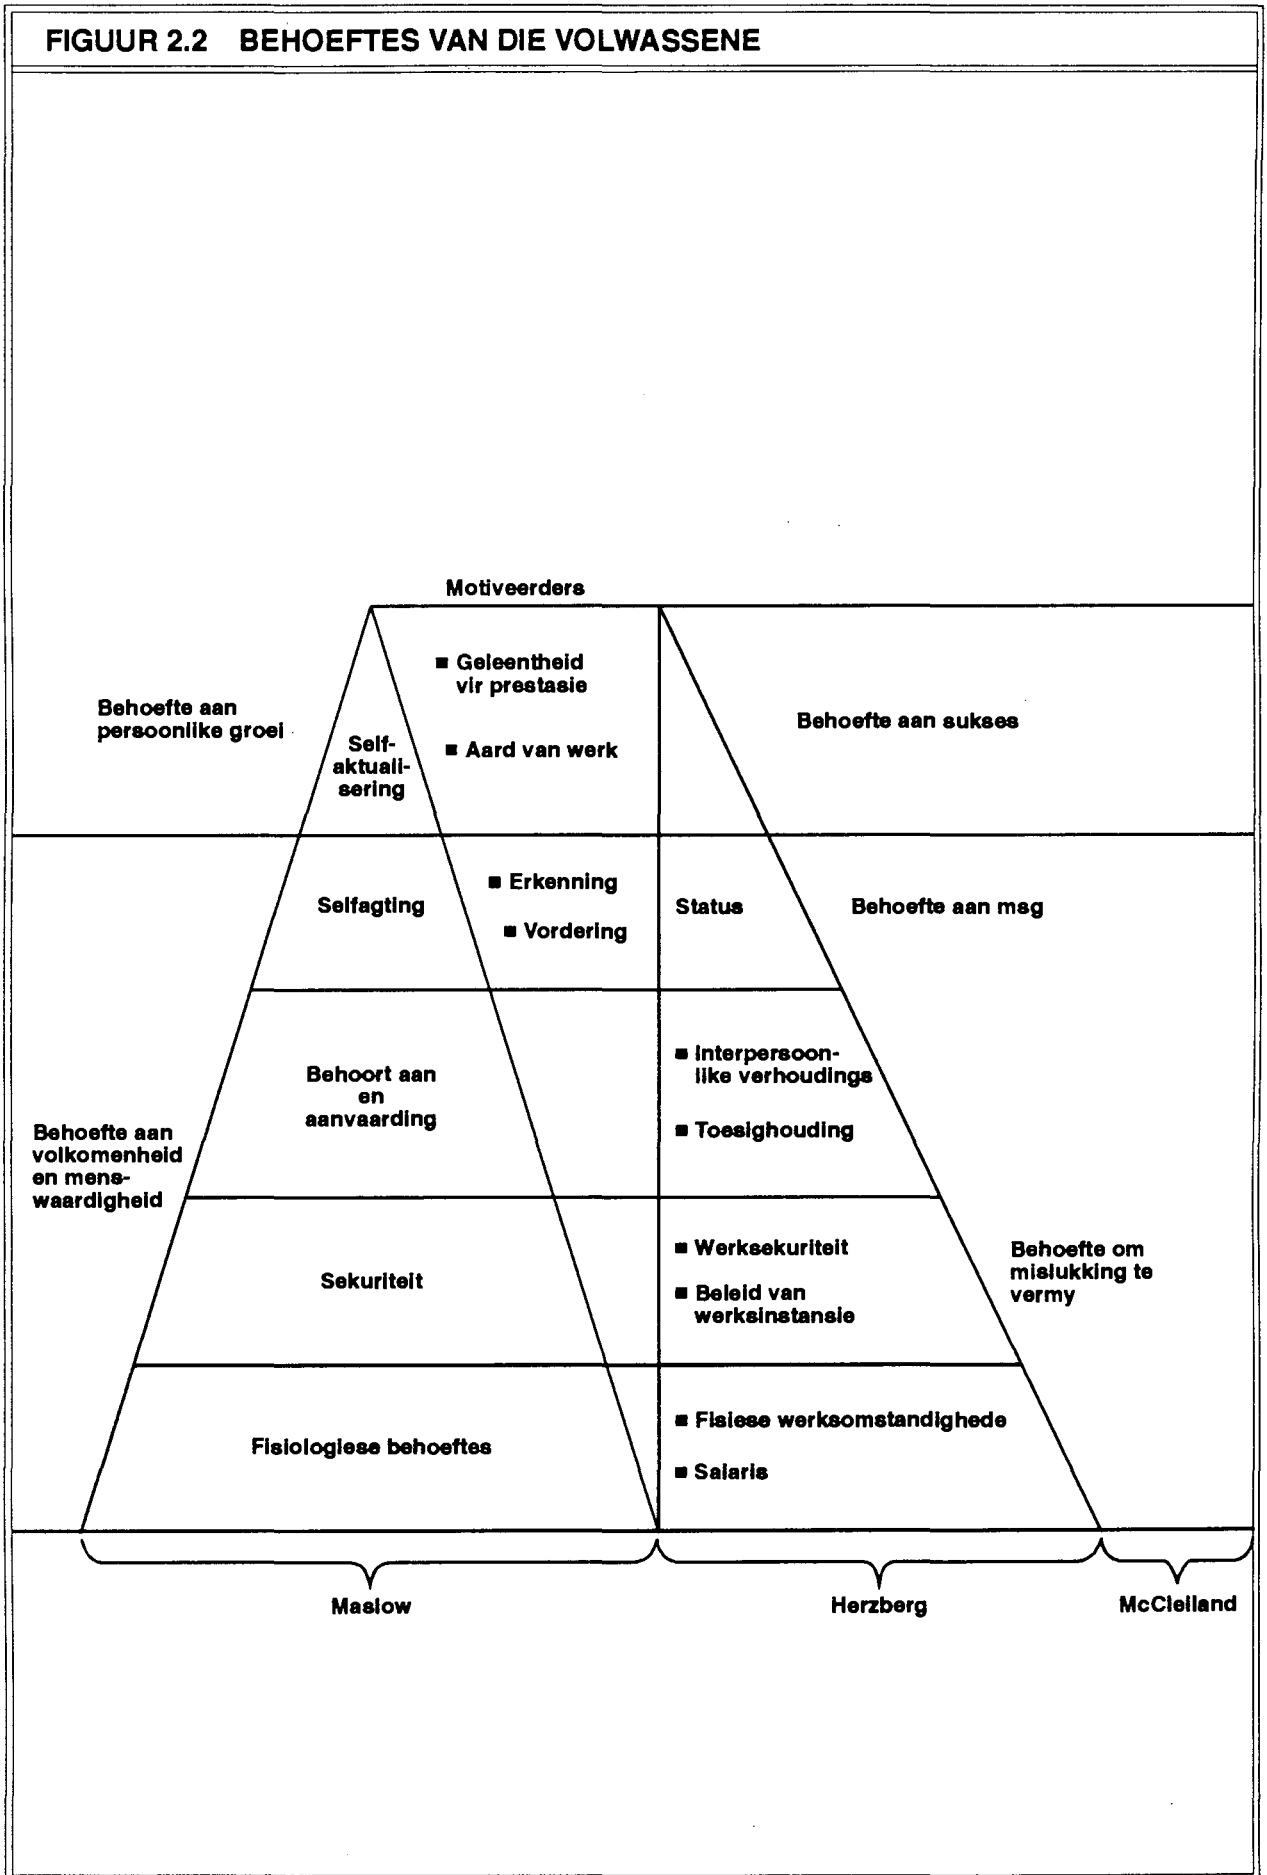 FIGUUR 2.2 BEHOEFTES VAN DIE VOLWASSENE
Motiveerders
Behoefte aan
persoonlike groei
Self-
aktuali-
sering
■ Geleentheid
vir prestasie
■ Aard van werk
Behoefte aan sukses
Selfagting
■ Erkenning
■ Vordering
Status
Behoefte aan mag
Behoefte aan
volkomenheid
en mens-
waardigheid
Behoort aan
en
aanvaarding
■ Interpersoon-
like verhoudings
■ Toesighouding
Sekuriteit
■ Werksekuriteit
■ Beleid van
werksinstansie
Behoefte om
mislukking te
vermy
Fisiologiese behoeftes
■ Fisiese werksomstandighede
■ Salaris
Maslow
Herzberg
McClelland